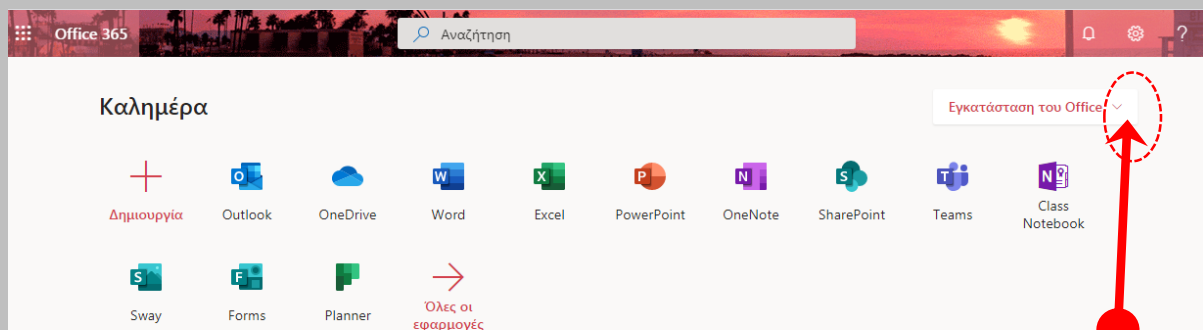 Office 365
Αναζήτηση
?
Καλημέρα
Εγκατάσταση του Office
Δημιουργία
Outlook
OneDrive
Word
Excel
PowerPoint
OneNote
SharePoint
Teams
Class
Notebook
Sway
Forms
Planner
Όλες οι
εφαρμογές